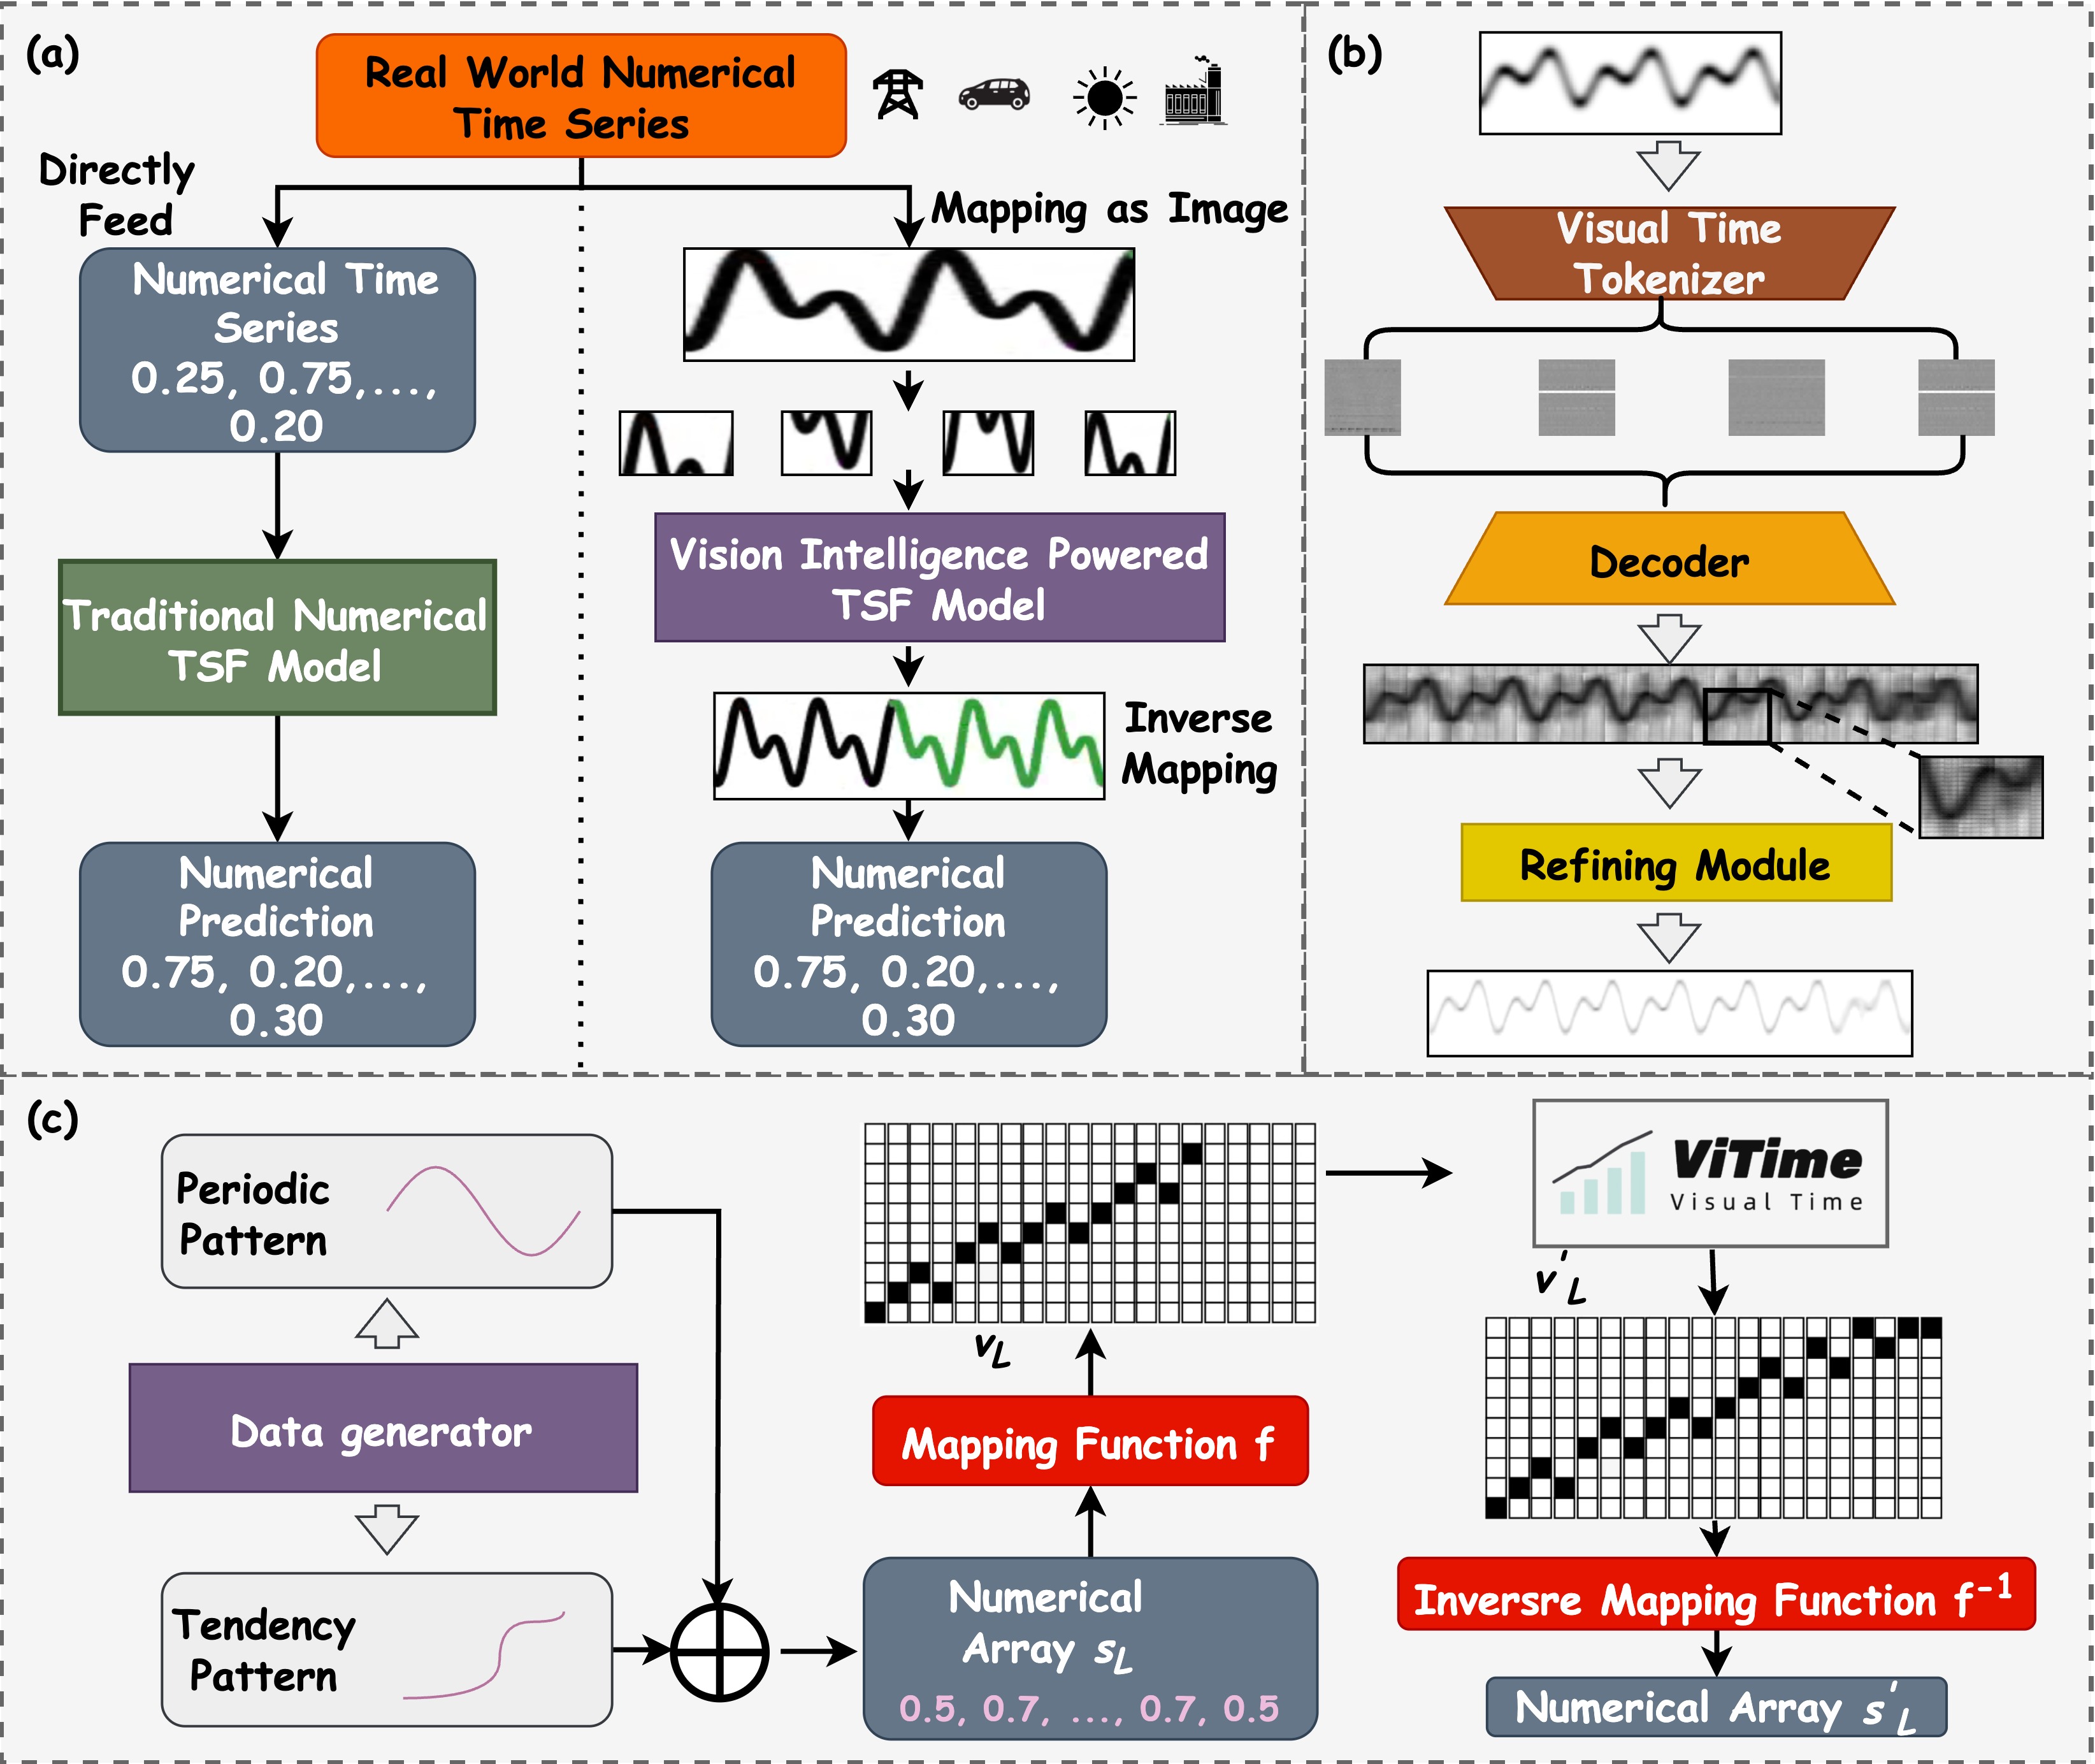 (a)
Real World Numerical
Time Series
Directly
Feed
Mapping as Image
Numerical Time
Series
0.25, 0.75,...,
0.20
Traditional Numerical
TSF Model
Numerical
Prediction
0.75, 0.20,...,
0.30
Vision Intelligence Powered
TSF Model
Inverse
Mapping
Numerical
Prediction
0.75, 0.20,...,
0.30
(b)
Visual Time
Tokenizer
Decoder
Refining Module
(c)
Periodic
Pattern
Data generator
Tendency
Pattern
v_L
Mapping Function f
Numerical
Array s_L
0.5, 0.7, ..., 0.7, 0.5
ViTime
Visual Time
v'_L
Inversre Mapping Function f⁻¹
Numerical Array s'_L